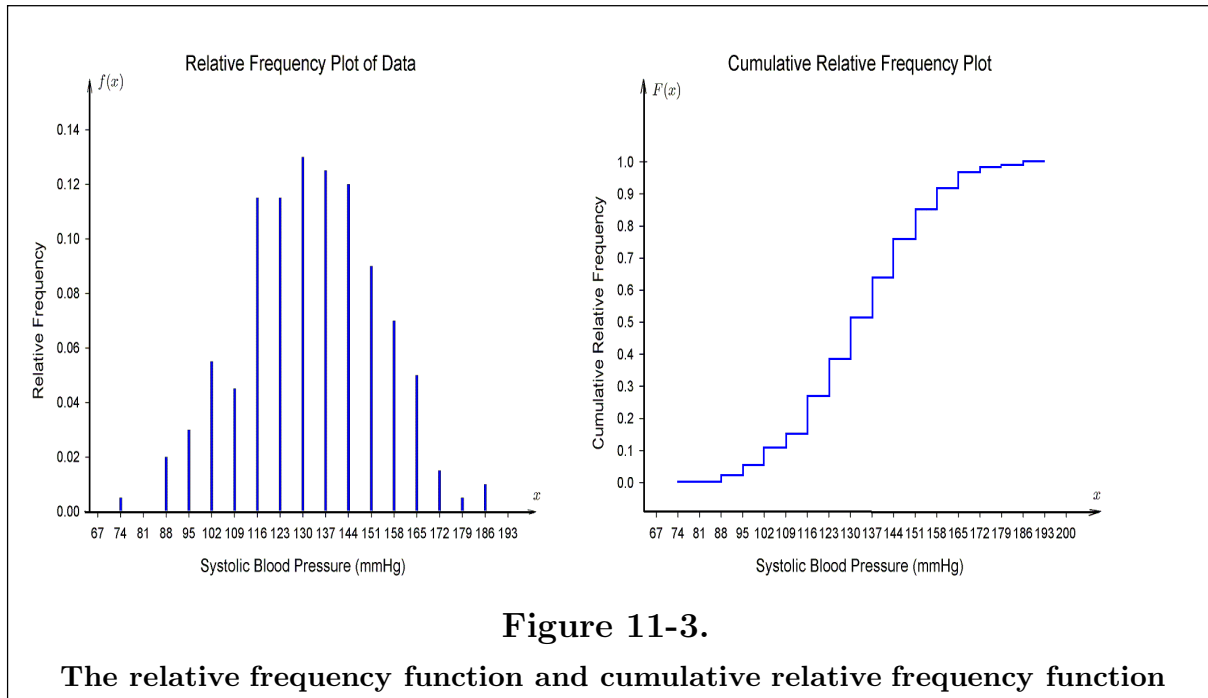 Relative Frequency Plot of Data
f(x)
0.14
0.12
0.10
0.08
0.06
0.04
0.02
0.00
Relative Frequency
x
67 74 81 88 95 102 109 116 123 130 137 144 151 158 165 172 179 186 193
Systolic Blood Pressure (mmHg)
Cumulative Relative Frequency Plot
F(x)
1.0
0.9
0.8
0.7
0.6
0.5
0.4
0.3
0.2
0.1
0.0
Cumulative Relative Frequency
x
67 74 81 88 95 102 109 116 123 130 137 144 151 158 165 172 179 186 193 200
Systolic Blood Pressure (mmHg)
Figure 11-3.
The relative frequency function and cumulative relative frequency function